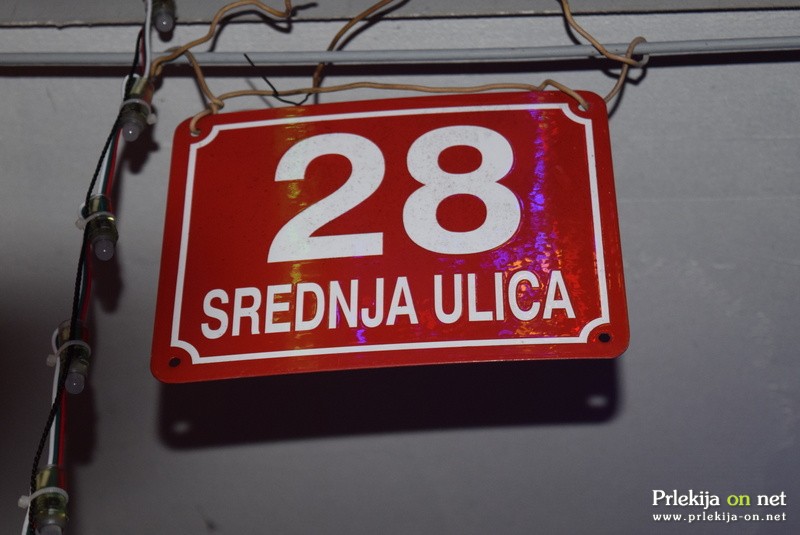 28
SREDNJA ULICA
Prlekija on net
www.prlekija-on.net